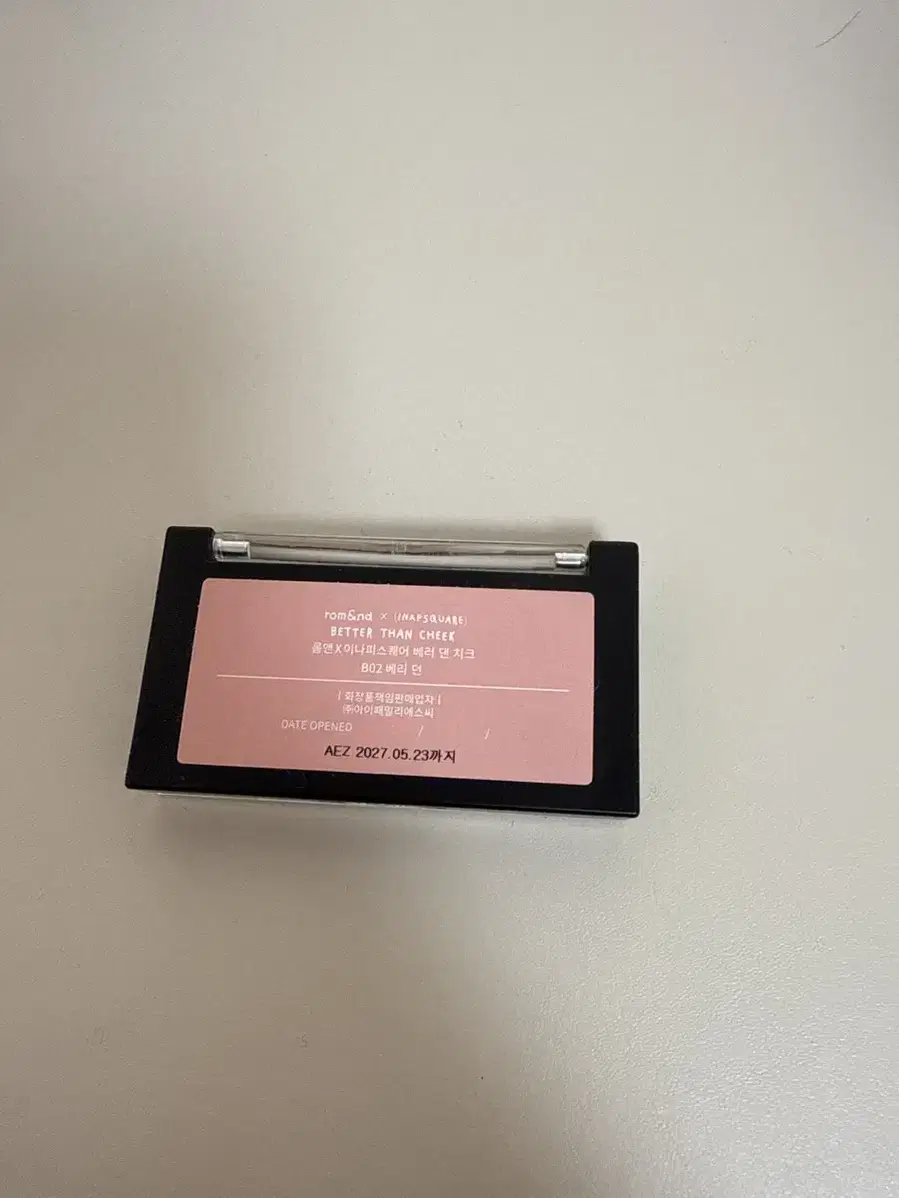 rom&nd × {INAPSQUARE}
BETTER THAN CHEEK
롬앤X이나피스퀘어 베러 댄 치크
B02 베리 던
| 화장품책임판매업자 |
㈜아이패밀리에스씨
DATE OPENED / /
AEZ 2027.05.23까지